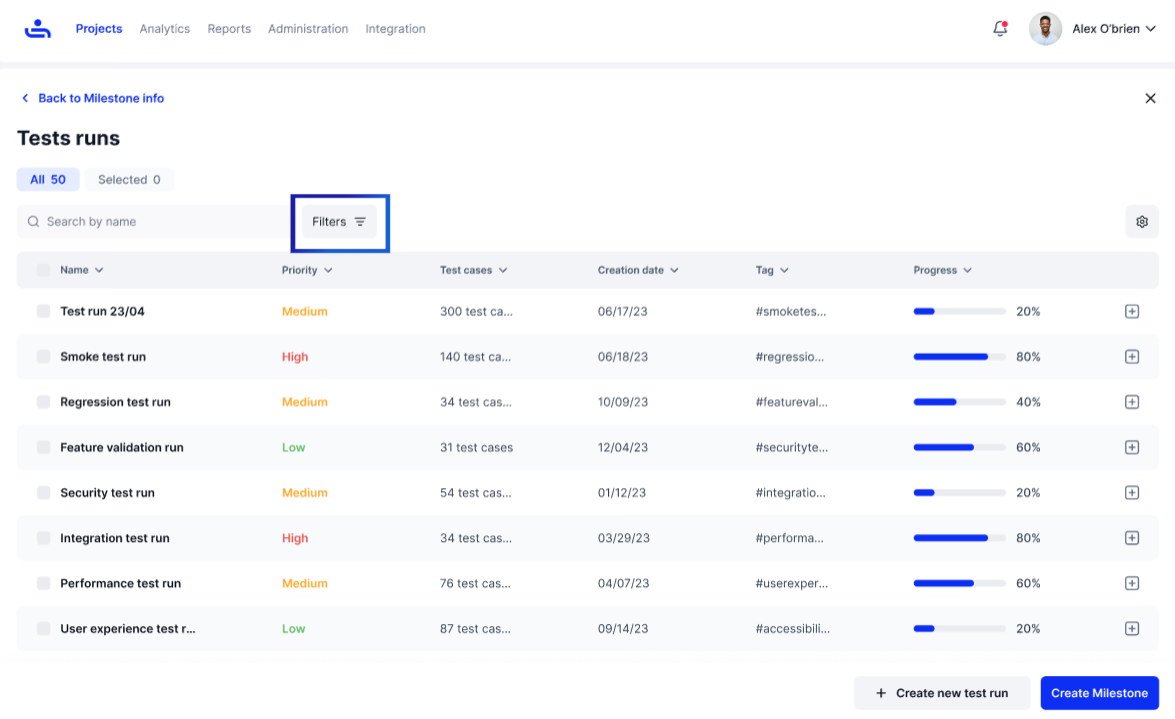 Projects Analytics Reports Administration Integration Alex O'brien
Back to Milestone info
Tests runs
All 50 Selected 0
Search by name Filters
Name Priority Test cases Creation date Tag Progress
Test run 23/04 Medium 300 test ca... 06/17/23 #smoketes... 20%
Smoke test run High 140 test ca... 06/18/23 #regressio... 80%
Regression test run Medium 34 test cas... 10/09/23 #featureval... 40%
Feature validation run Low 31 test cases 12/04/23 #securityte... 60%
Security test run Medium 54 test cas... 01/12/23 #integratio... 20%
Integration test run High 34 test cas... 03/29/23 #performa... 80%
Performance test run Medium 76 test cas... 04/07/23 #userexper... 60%
User experience test r... Low 87 test cas... 09/14/23 #accessibili... 20%
Create new test run Create Milestone